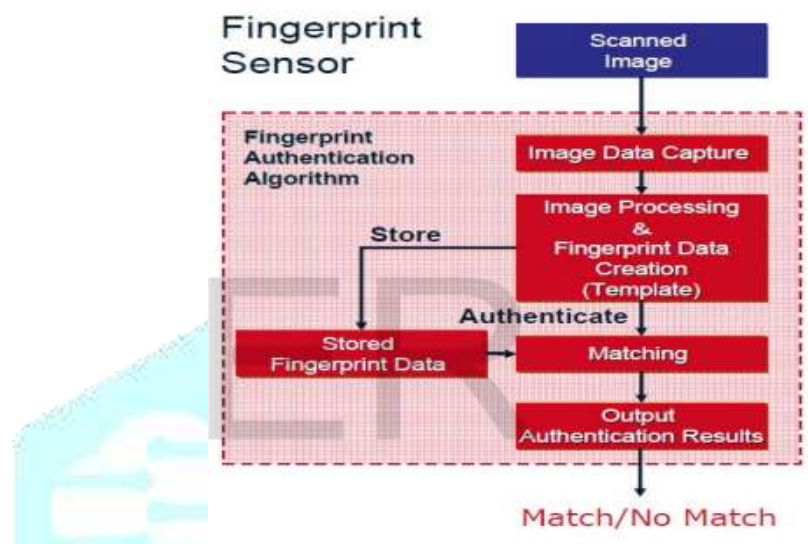 Fingerprint
Sensor
Scanned
Image
Fingerprint
Authentication
Algorithm
Image Data Capture
Image Processing
&
Fingerprint Data
Creation
(Template)
Store
Authenticate
Stored
Fingerprint Data
Matching
Output
Authentication Results
Match/No Match